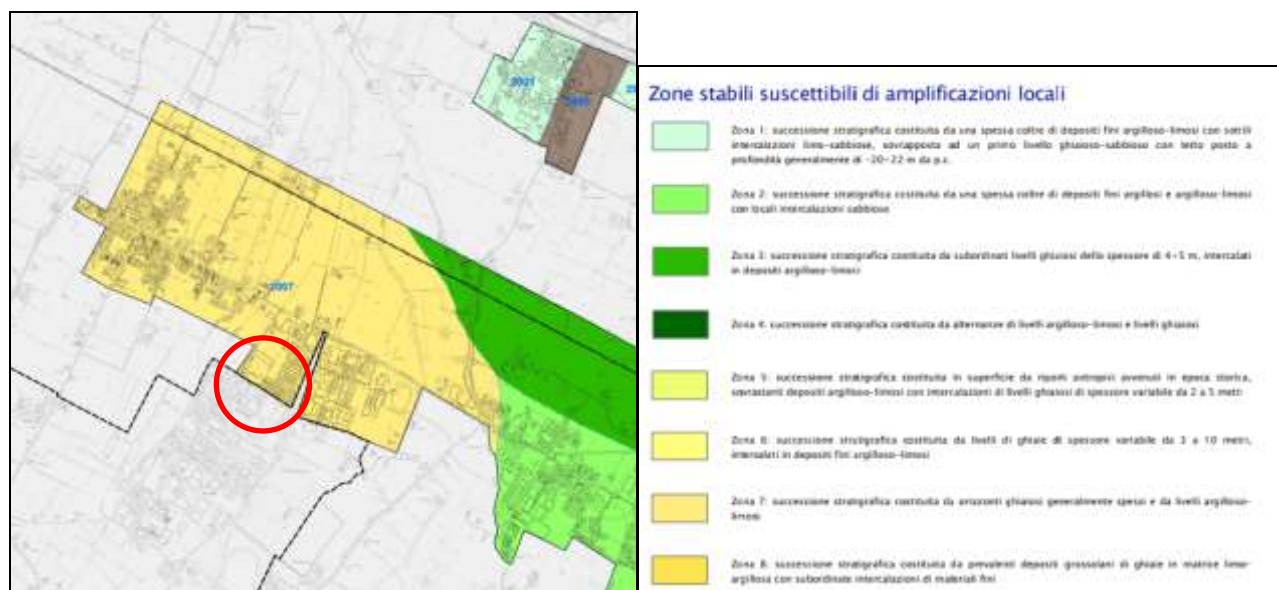 2021
2007
Zone stabili suscettibili di amplificazioni locali
Zona 1: successione stratigrafica costituita da una spessa coltre di depositi fini argilloso-limosi con sottili
intercalazioni limo-sabbiose, sovrapposta ad un primo livello ghiaioso-sabbioso con tetto posto a
profondità generalmente di -20-22 m da p.c.
Zona 2: successione stratigrafica costituita da una spessa coltre di depositi fini argillosi e argilloso-limosi
con locali intercalazioni sabbiose
Zona 3: successione stratigrafica costituita da subordinati livelli ghiaiosi dello spessore di 4-5 m, intercalati
in depositi argilloso-limosi
Zona 4: successione stratigrafica costituita da alternanze di livelli argilloso-limosi e livelli ghiaiosi
Zona 5: successione stratigrafica costituita in superficie da riporti antropici avvenuti in epoca storica,
sovrastanti depositi argilloso-limosi con intercalazioni di livelli ghiaiosi di spessore variabile da 2 a 5 metri
Zona 6: successione stratigrafica costituita da livelli di ghiaie di spessore variabile da 3 a 10 metri,
intercalati in depositi fini argilloso-limosi
Zona 7: successione stratigrafica costituita da orizzonti ghiaiosi generalmente spessi e da livelli argilloso-
limosi
Zona 8: successione stratigrafica costituita da prevalenti depositi grossolani di ghiaie in matrice limo-
argillosa con subordinate intercalazioni di materiali fini